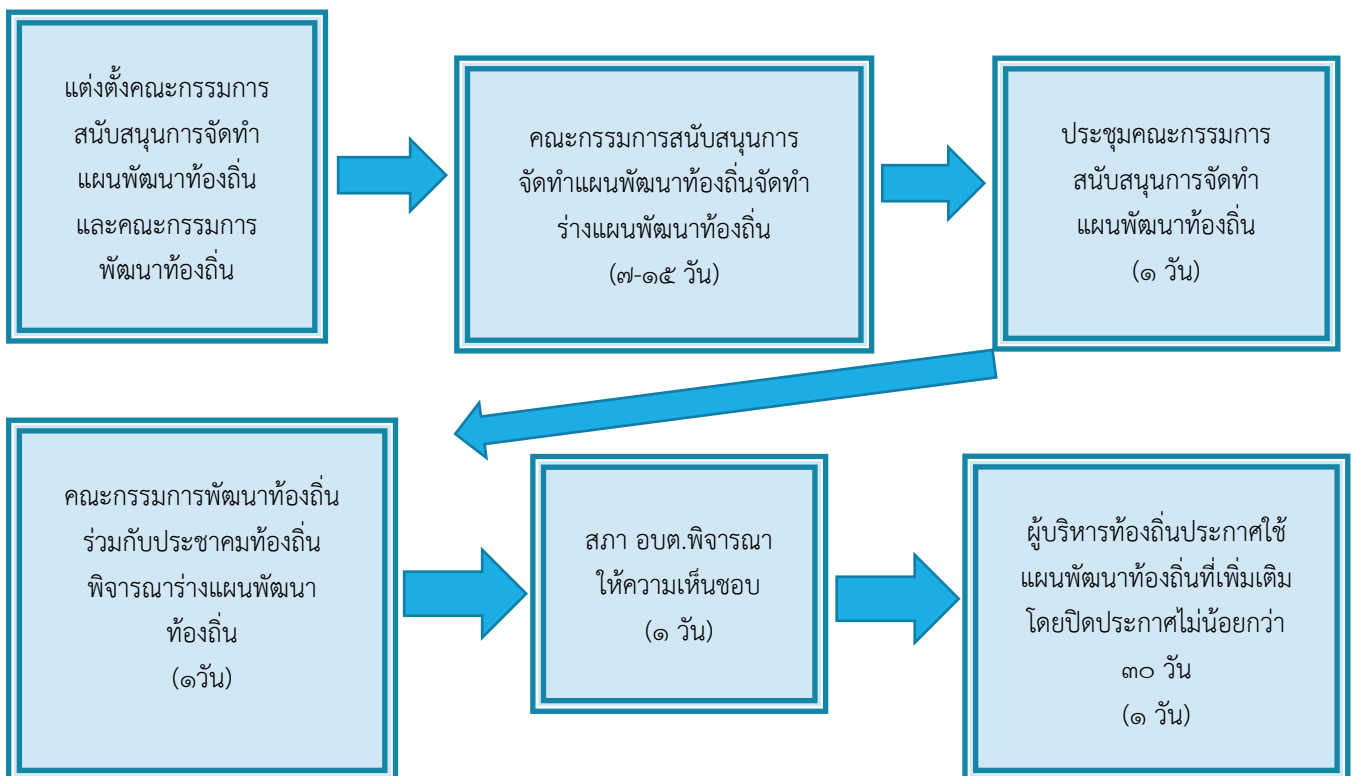 แต่งตั้งคณะกรรมการ
สนับสนุนการจัดทำ
แผนพัฒนาท้องถิ่น
และคณะกรรมการ
พัฒนาท้องถิ่น
คณะกรรมการสนับสนุนการ
จัดทำแผนพัฒนาท้องถิ่นจัดทำ
ร่างแผนพัฒนาท้องถิ่น
(๗-๑๕ วัน)
ประชุมคณะกรรมการ
สนับสนุนการจัดทำ
แผนพัฒนาท้องถิ่น
(๑ วัน)
คณะกรรมการพัฒนาท้องถิ่น
ร่วมกับประชาคมท้องถิ่น
พิจารณาร่างแผนพัฒนา
ท้องถิ่น
(๑วัน)
สภา อบต.พิจารณา
ให้ความเห็นชอบ
(๑ วัน)
ผู้บริหารท้องถิ่นประกาศใช้
แผนพัฒนาท้องถิ่นที่เพิ่มเติม
โดยปิดประกาศไม่น้อยกว่า
๓๐ วัน
(๑ วัน)